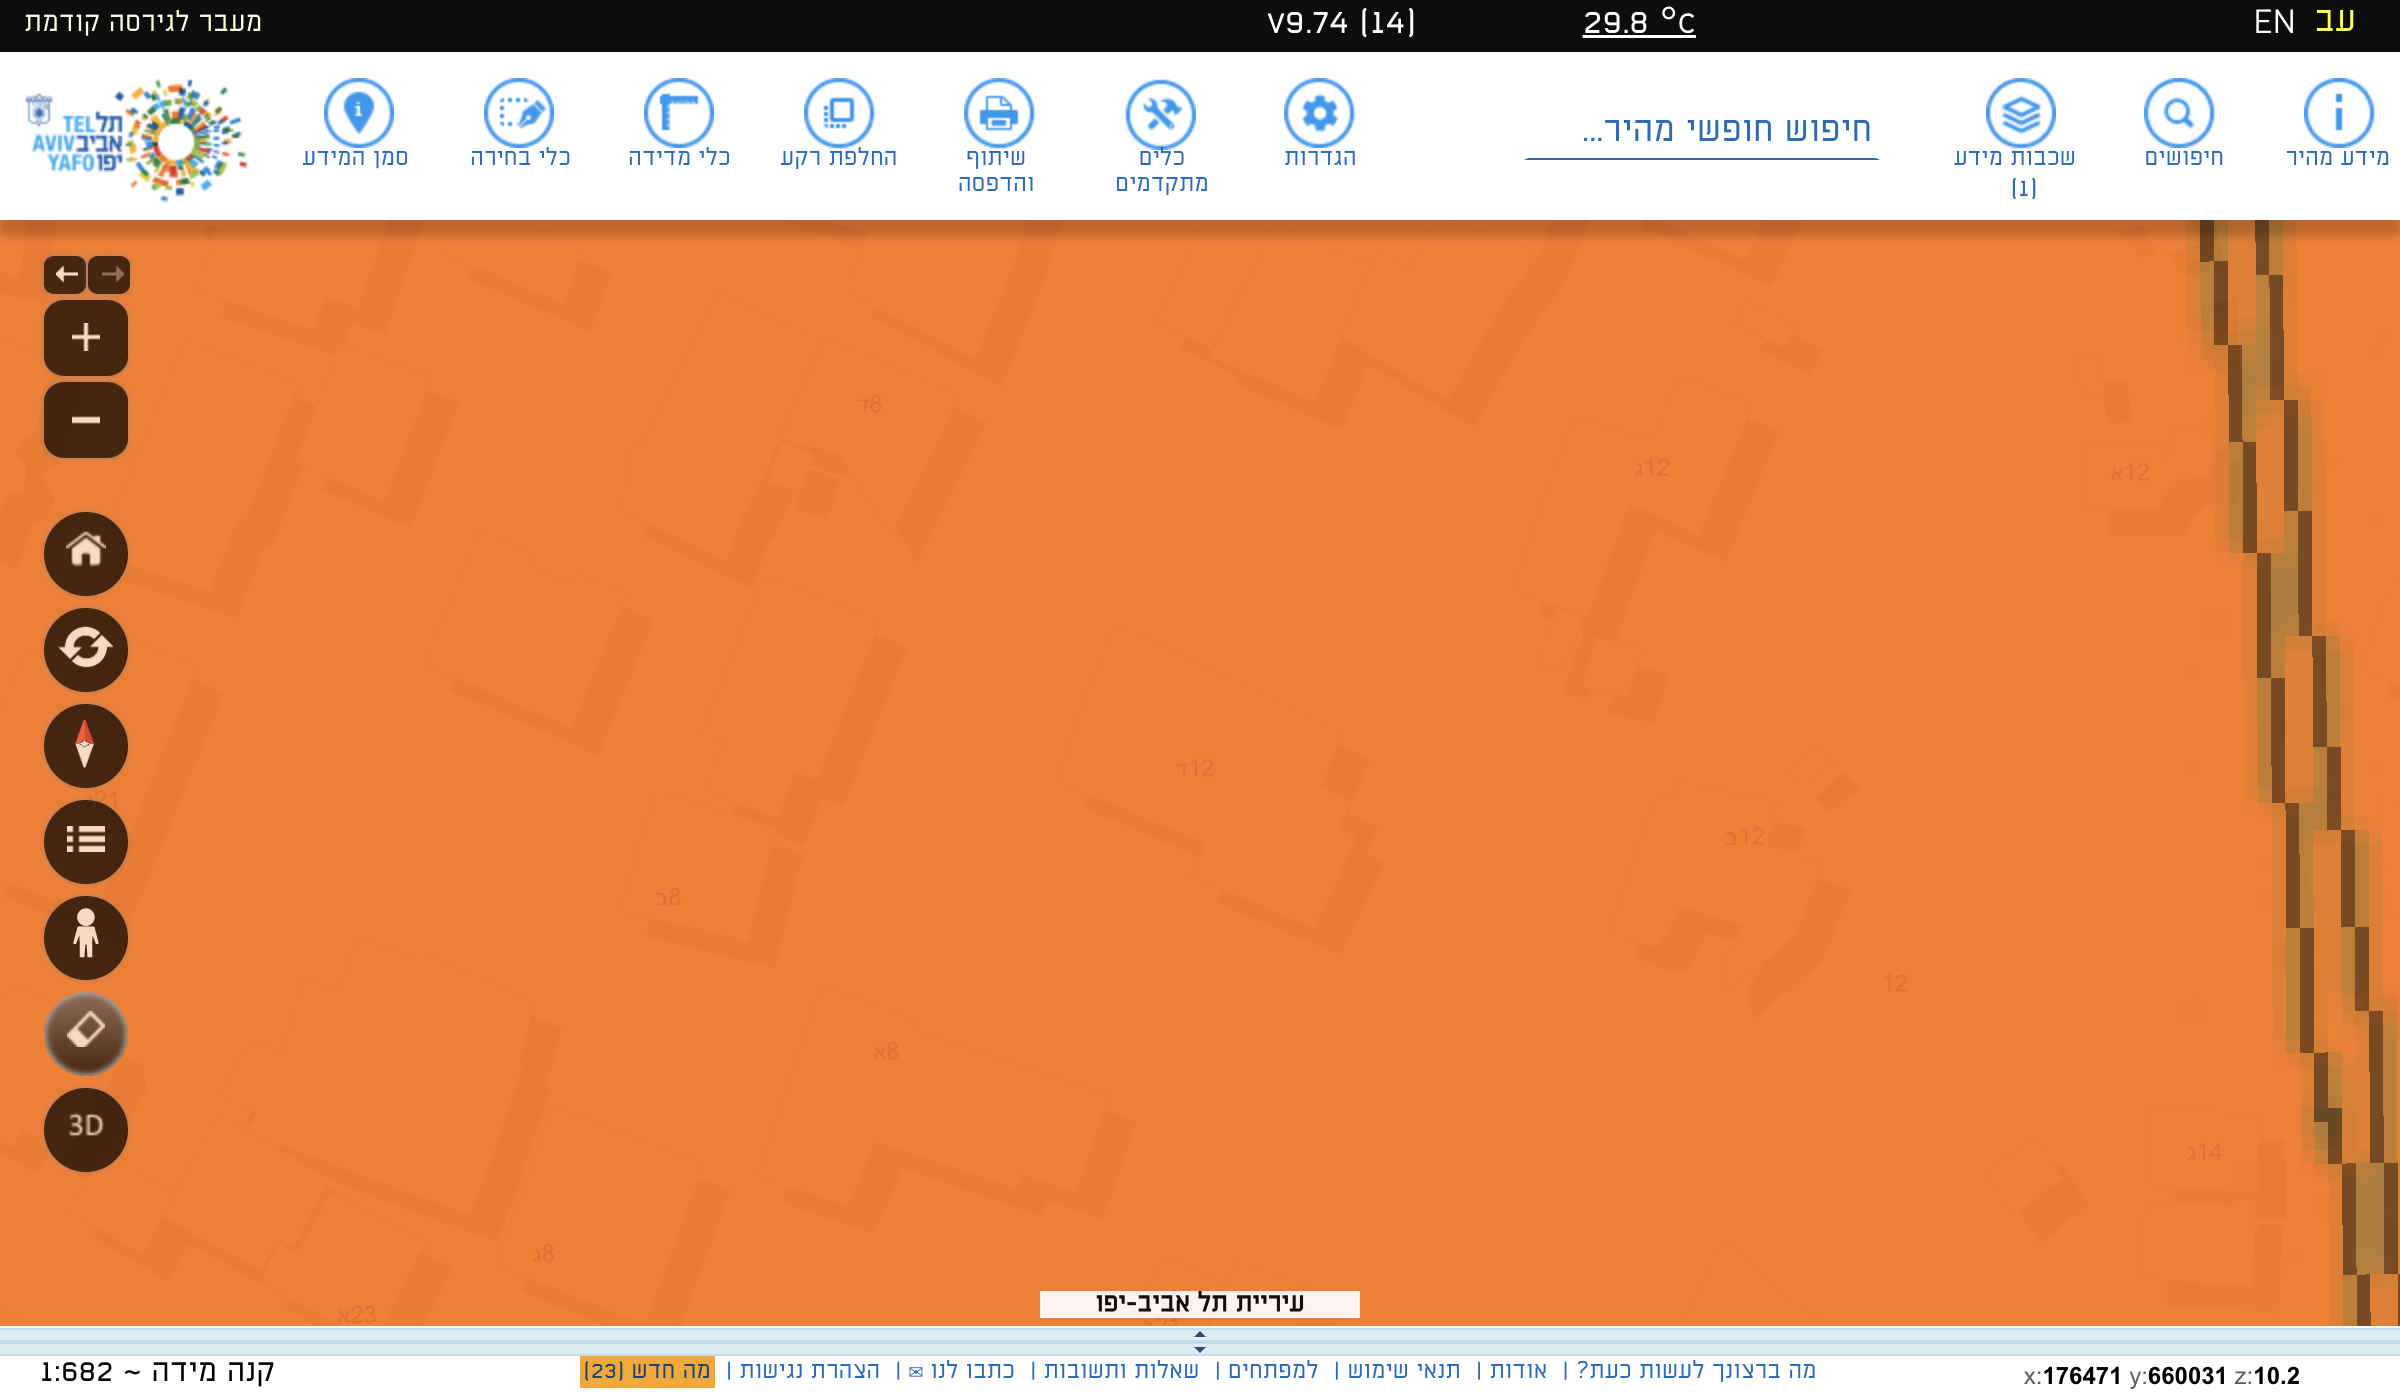 עב EN
29.8 °C
V9.74 (14)
מעבר לגירסה קודמת
מידע מהיר
חיפושים
שכבות מידע
(1)
חיפוש חופשי מהיר...
הגדרות
כלים
מתקדמים
שיתוף
והדפסה
החלפת רקע
כלי מדידה
כלי בחירה
סמן המידע
תל TEL
אביב AVIV
יפו YAFO
8ד
12ג
12א
12ד
12ב
8ב
12
8א
14ג
8ג
23א
3D
עיריית תל אביב-יפו
מה ברצונך לעשות כעת? | אודות | תנאי שימוש | למפתחים | שאלות ותשובות | כתבו לנו ✉ | הצהרת נגישות | מה חדש (23)
x:176471 y:660031 z:10.2
קנה מידה ~ 1:682